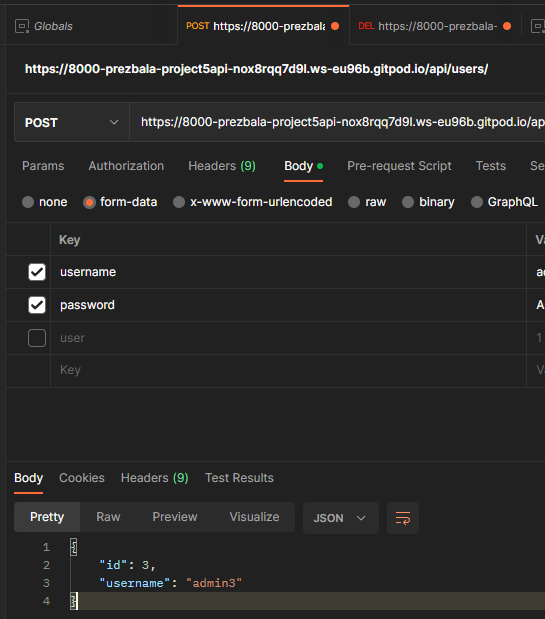 Globals POST https://8000-prezbala DEL https://8000-prezbala-
https://8000-prezbala-project5api-nox8rqq7d9l.ws-eu96b.gitpod.io/api/users/
POST https://8000-prezbala-project5api-nox8rqq7d9l.ws-eu96b.gitpod.io/ap
Params Authorization Headers (9) Body Pre-request Script Tests Se
none form-data x-www-form-urlencoded raw binary GraphQL
Key Va
username ad
password A
user 1
Key Va
Body Cookies Headers (9) Test Results
Pretty Raw Preview Visualize JSON
1 {
2 "id": 3,
3 "username": "admin3"
4 }